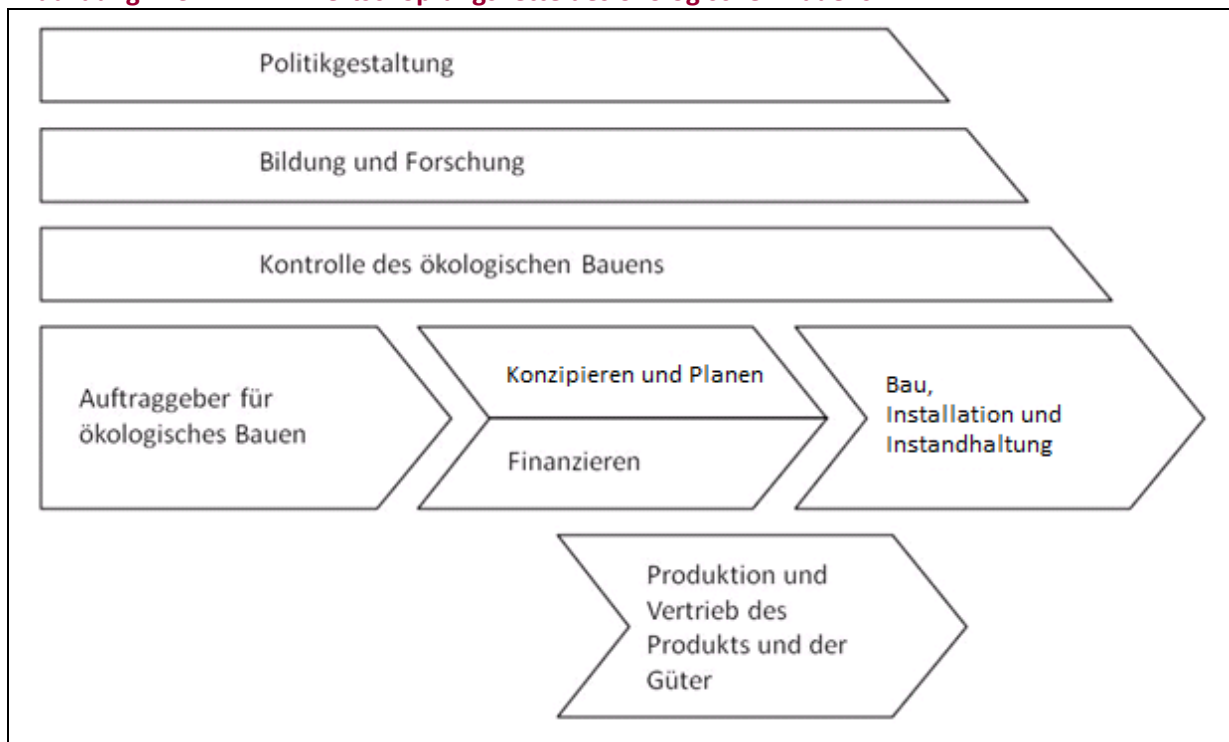 Politikgestaltung
Bildung und Forschung
Kontrolle des ökologischen Bauens
Auftraggeber für
ökologisches Bauen
Konzipieren und Planen
Finanzieren
Bau,
Installation und
Instandhaltung
Produktion und
Vertrieb des
Produkts und der
Güter